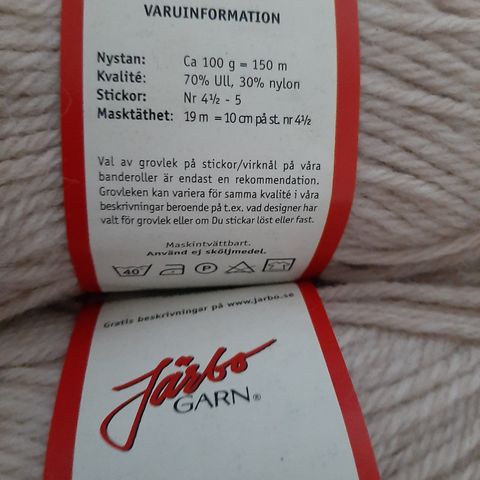 VARUINFORMATION
Nystan: Ca 100 g = 150 m
Kvalité: 70% Ull, 30% nylon
Stickor: Nr 4½ - 5
Masktäthet: 19 m = 10 cm på st. nr 4½
Val av grovlek på stickor/virknål på våra
banderoller är endast en rekommendation.
Grovleken kan variera för samma kvalité i våra
beskrivningar beroende på t.ex. vad designer har
valt för grovlek eller om Du stickar löst eller fast.
Maskintvättbart.
Använd ej sköljmedel.
40° P
Gratis beskrivningar på www.jarbo.se
Järbo
GARN®